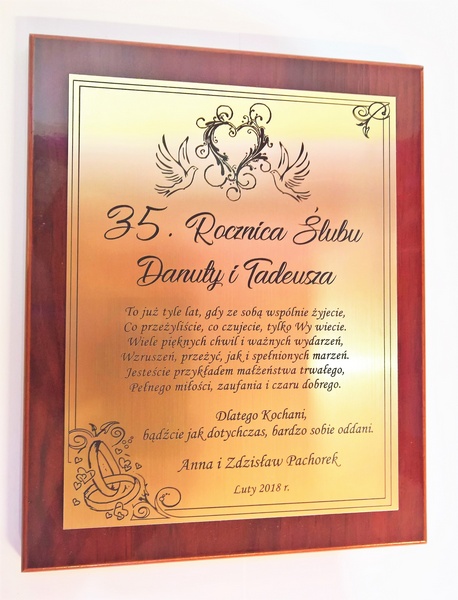 35. Rocznica Ślubu
Danuty i Tadeusza
To już tyle lat, gdy ze sobą wspólnie żyjecie,
Co przeżyliście, co czujecie, tylko Wy wiecie.
Wiele pięknych chwil i ważnych wydarzeń,
Wzruszeń, przeżyć, jak i spełnionych marzeń.
Jesteście przykładem małżeństwa trwałego,
Pełnego miłości, zaufania i czaru dobrego.
Dlatego Kochani,
bądźcie jak dotychczas, bardzo sobie oddani.
Anna i Zdzisław Pachorek
Luty 2018 r.